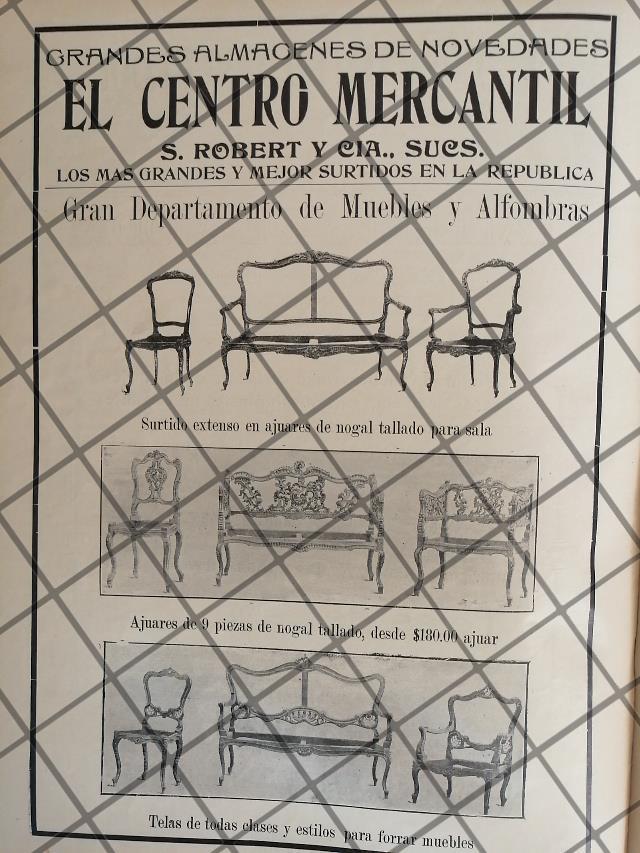 GRANDES ALMACENES DE NOVEDADES
EL CENTRO MERCANTIL
S. ROBERT Y CIA., SUCS.
LOS MAS GRANDES Y MEJOR SURTIDOS EN LA REPUBLICA
Gran Departamento de Muebles y Alfombras
Surtido extenso en ajuares de nogal tallado para sala
Ajuares de 9 piezas de nogal tallado, desde $180.00 ajuar
Telas de todas clases y estilos para forrar muebles